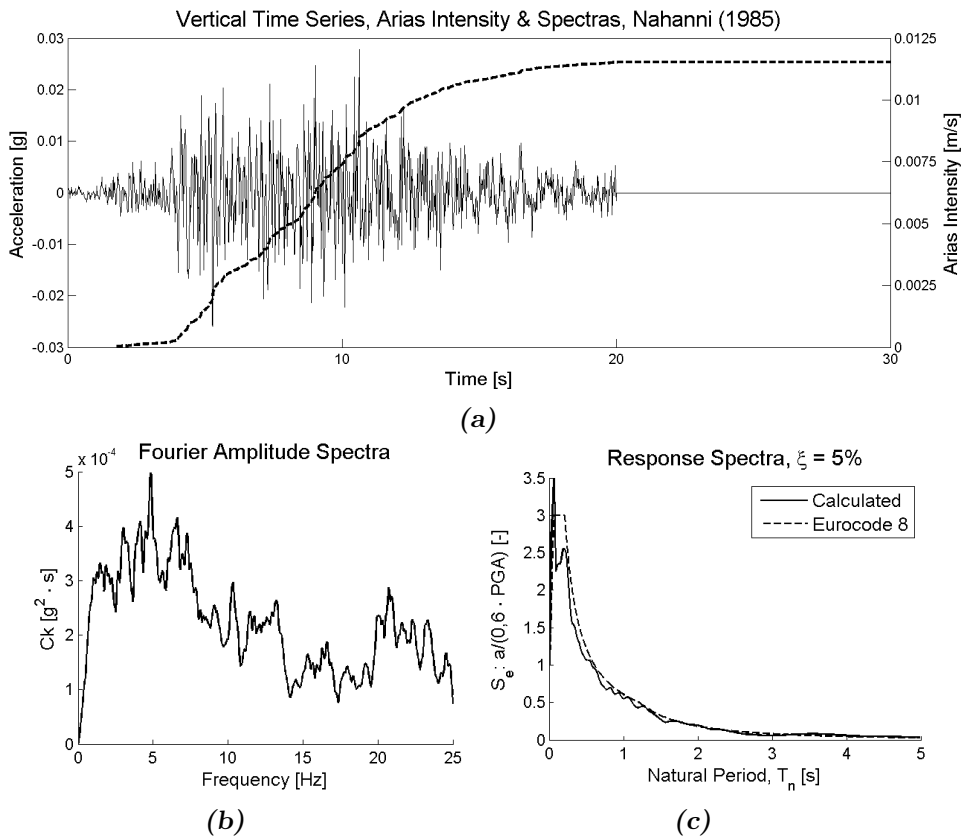 Vertical Time Series, Arias Intensity & Spectras, Nahanni (1985)
0.03
0.02
0.01
0
-0.01
-0.02
-0.03
Acceleration [g]
0.0125
0.01
0.0075
0.005
0.0025
0
Arias Intensity [m/s]
0 10 20 30
Time [s]
(a)
Fourier Amplitude Spectra
x 10⁻⁴
5
4
3
2
1
0
Ck [g² · s]
0 5 10 15 20 25
Frequency [Hz]
(b)
Response Spectra, ξ = 5%
3.5
3
2.5
2
1.5
1
0.5
0
Sₑ: a/(0,6 · PGA) [-]
Calculated
Eurocode 8
0 1 2 3 4 5
Natural Period, Tₙ [s]
(c)